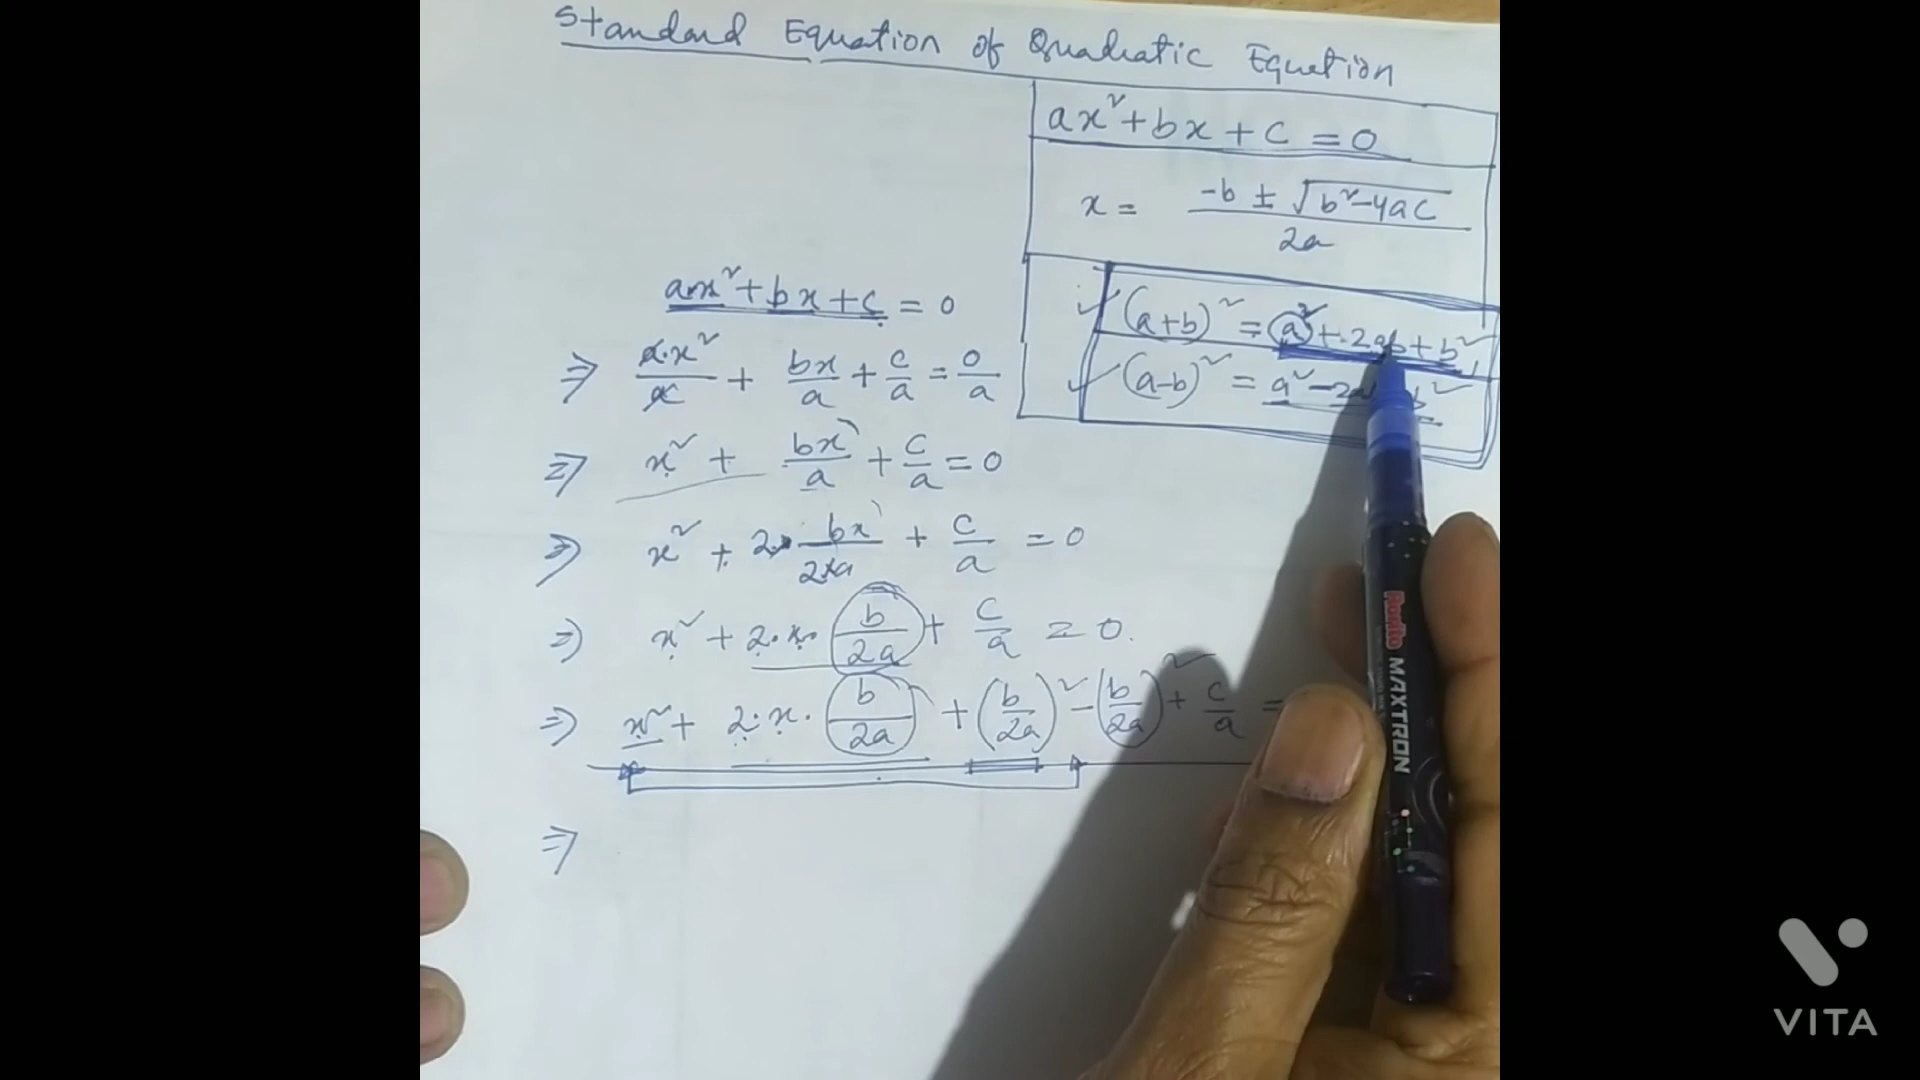 Standard Equation of Quadratic Equation
ax² + bx + c = 0
x = (-b ± √(b²-4ac)) / 2a
(a+b)² = a² + 2ab + b²
(a-b)² = a² - 2a b²
ax² + bx + c = 0
⇒ a·x²/a + bx/a + c/a = 0/a
⇒ x² + bx/a + c/a = 0
⇒ x² + 2· bx/2×a + c/a = 0
⇒ x² + 2·x· b/2a + c/a = 0.
⇒ x² + 2·x· b/2a + (b/2a)² - (b/2a)² + c/a =
⇒
Rorito MAXTRON
VITA